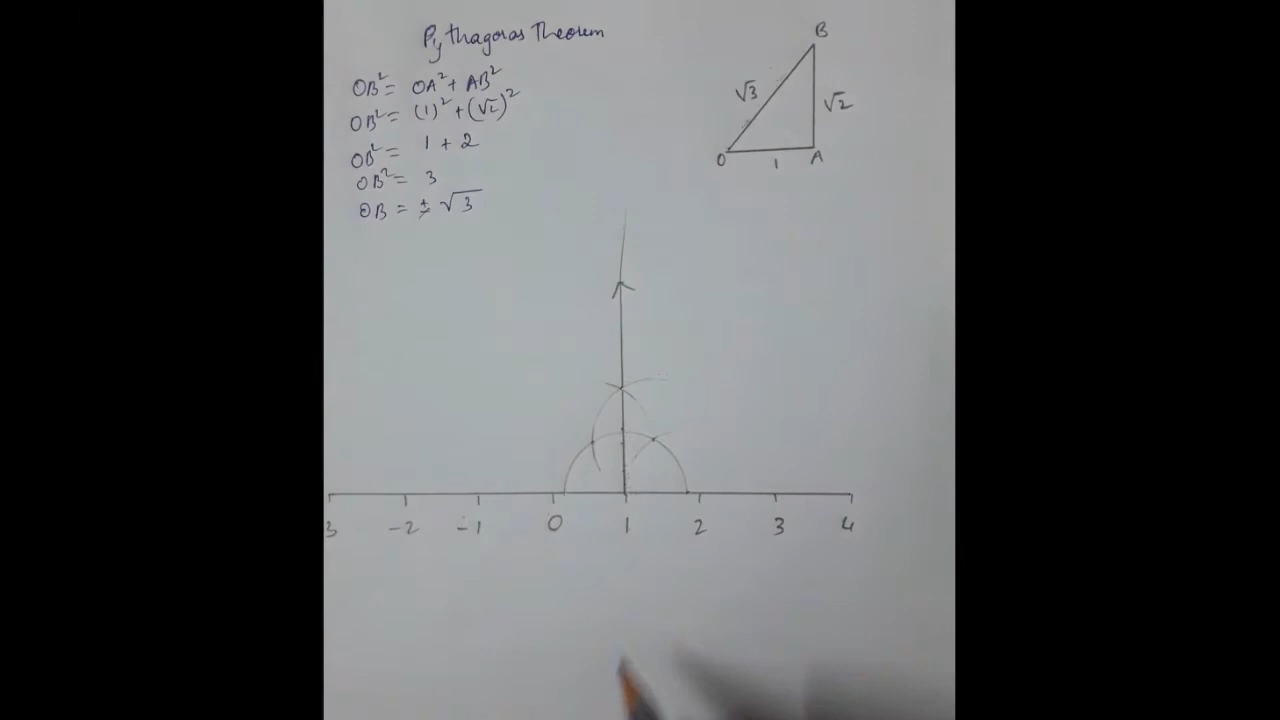 Pythagoras Theorem
OB² = OA² + AB²
OB² = (1)² + (√2)²
OB² = 1 + 2
OB² = 3
OB = ± √3
B
√3
√2
O
1
A
3 -2 -1 0 1 2 3 4